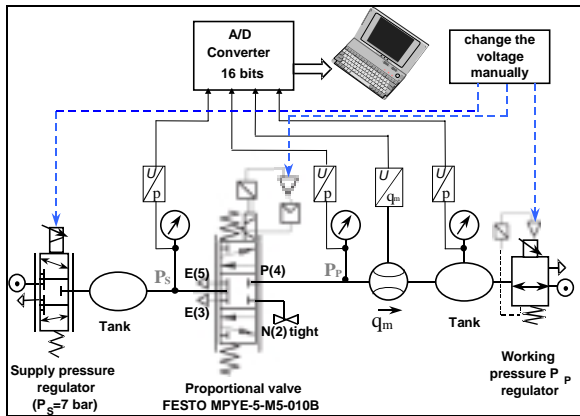 A/D
Converter
16 bits
change the
voltage
manually
U
p
U
p
U
qm
U
p
PS
E(5)
P(4)
PP
E(3)
N(2) tight
qm
Tank
Tank
Supply pressure
regulator
(PS=7 bar)
Proportional valve
FESTO MPYE-5-M5-010B
Working
pressure PP
regulator